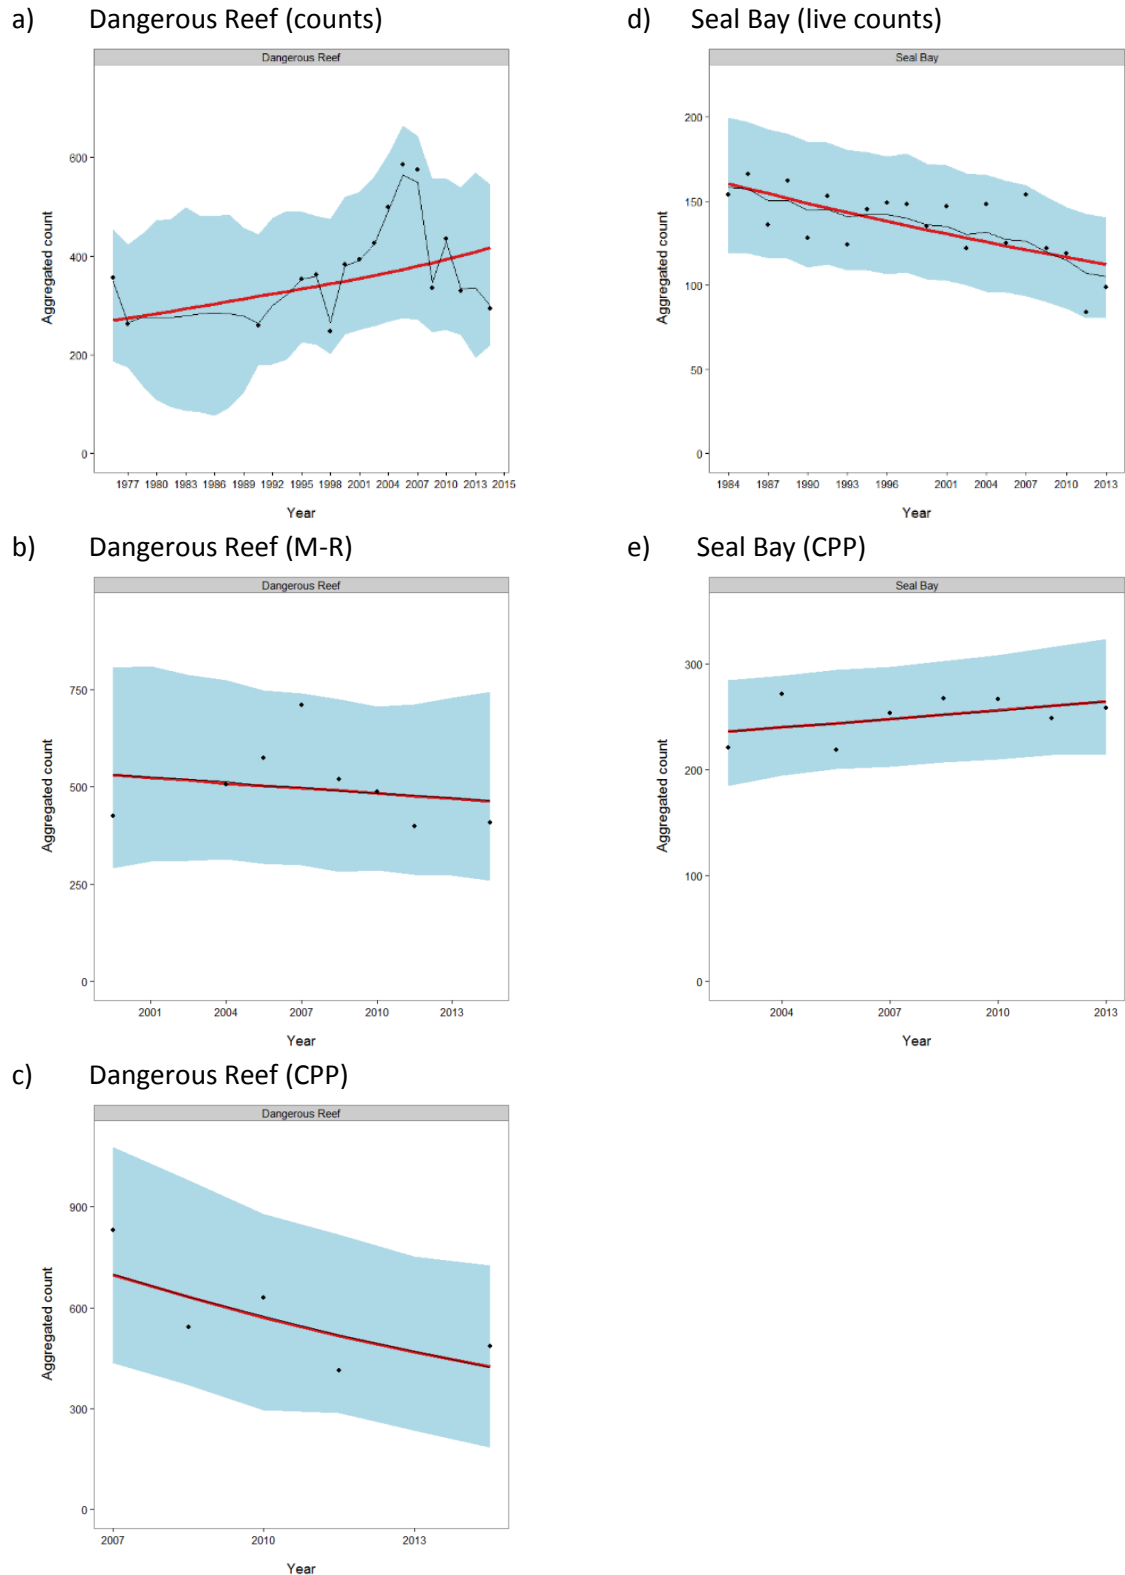 a) Dangerous Reef (counts)
Dangerous Reef
Aggregated count
600
400
200
0
1977 1980 1983 1986 1989 1992 1995 1998 2001 2004 2007 2010 2013 2015
Year
d) Seal Bay (live counts)
Seal Bay
Aggregated count
200
150
100
50
0
1984 1987 1990 1993 1996 2001 2004 2007 2010 2013
Year
b) Dangerous Reef (M-R)
Dangerous Reef
Aggregated count
750
500
250
0
2001 2004 2007 2010 2013
Year
e) Seal Bay (CPP)
Seal Bay
Aggregated count
300
200
100
0
2004 2007 2010 2013
Year
c) Dangerous Reef (CPP)
Dangerous Reef
Aggregated count
900
600
300
0
2007 2010 2013
Year